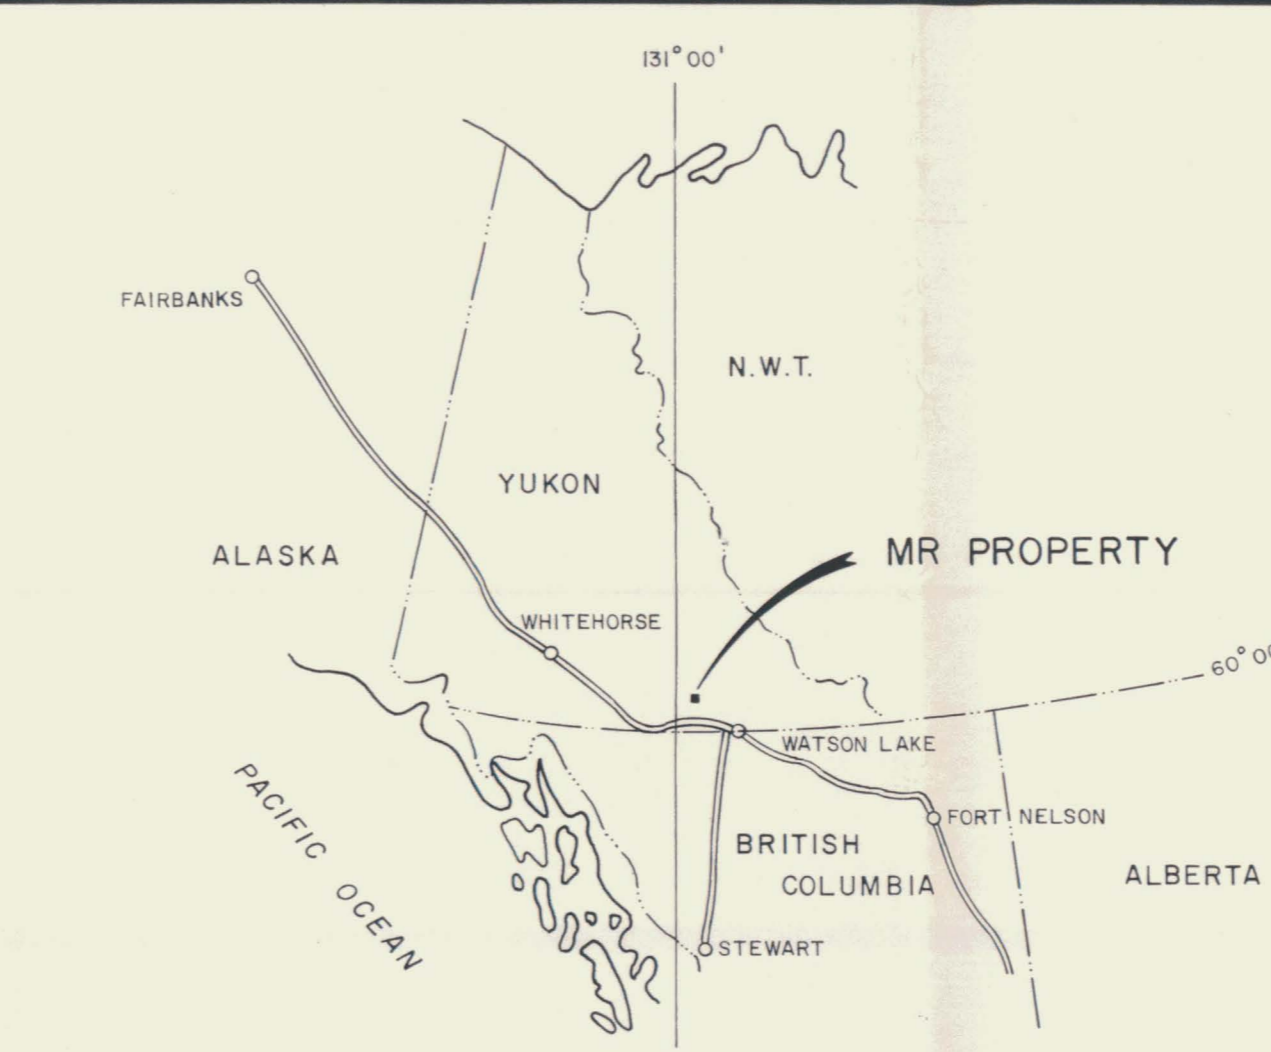 131° 00'
FAIRBANKS
N.W.T.
YUKON
ALASKA
MR PROPERTY
WHITEHORSE
60° 00
WATSON LAKE
PACIFIC OCEAN
FORT NELSON
BRITISH
COLUMBIA
ALBERTA
STEWART